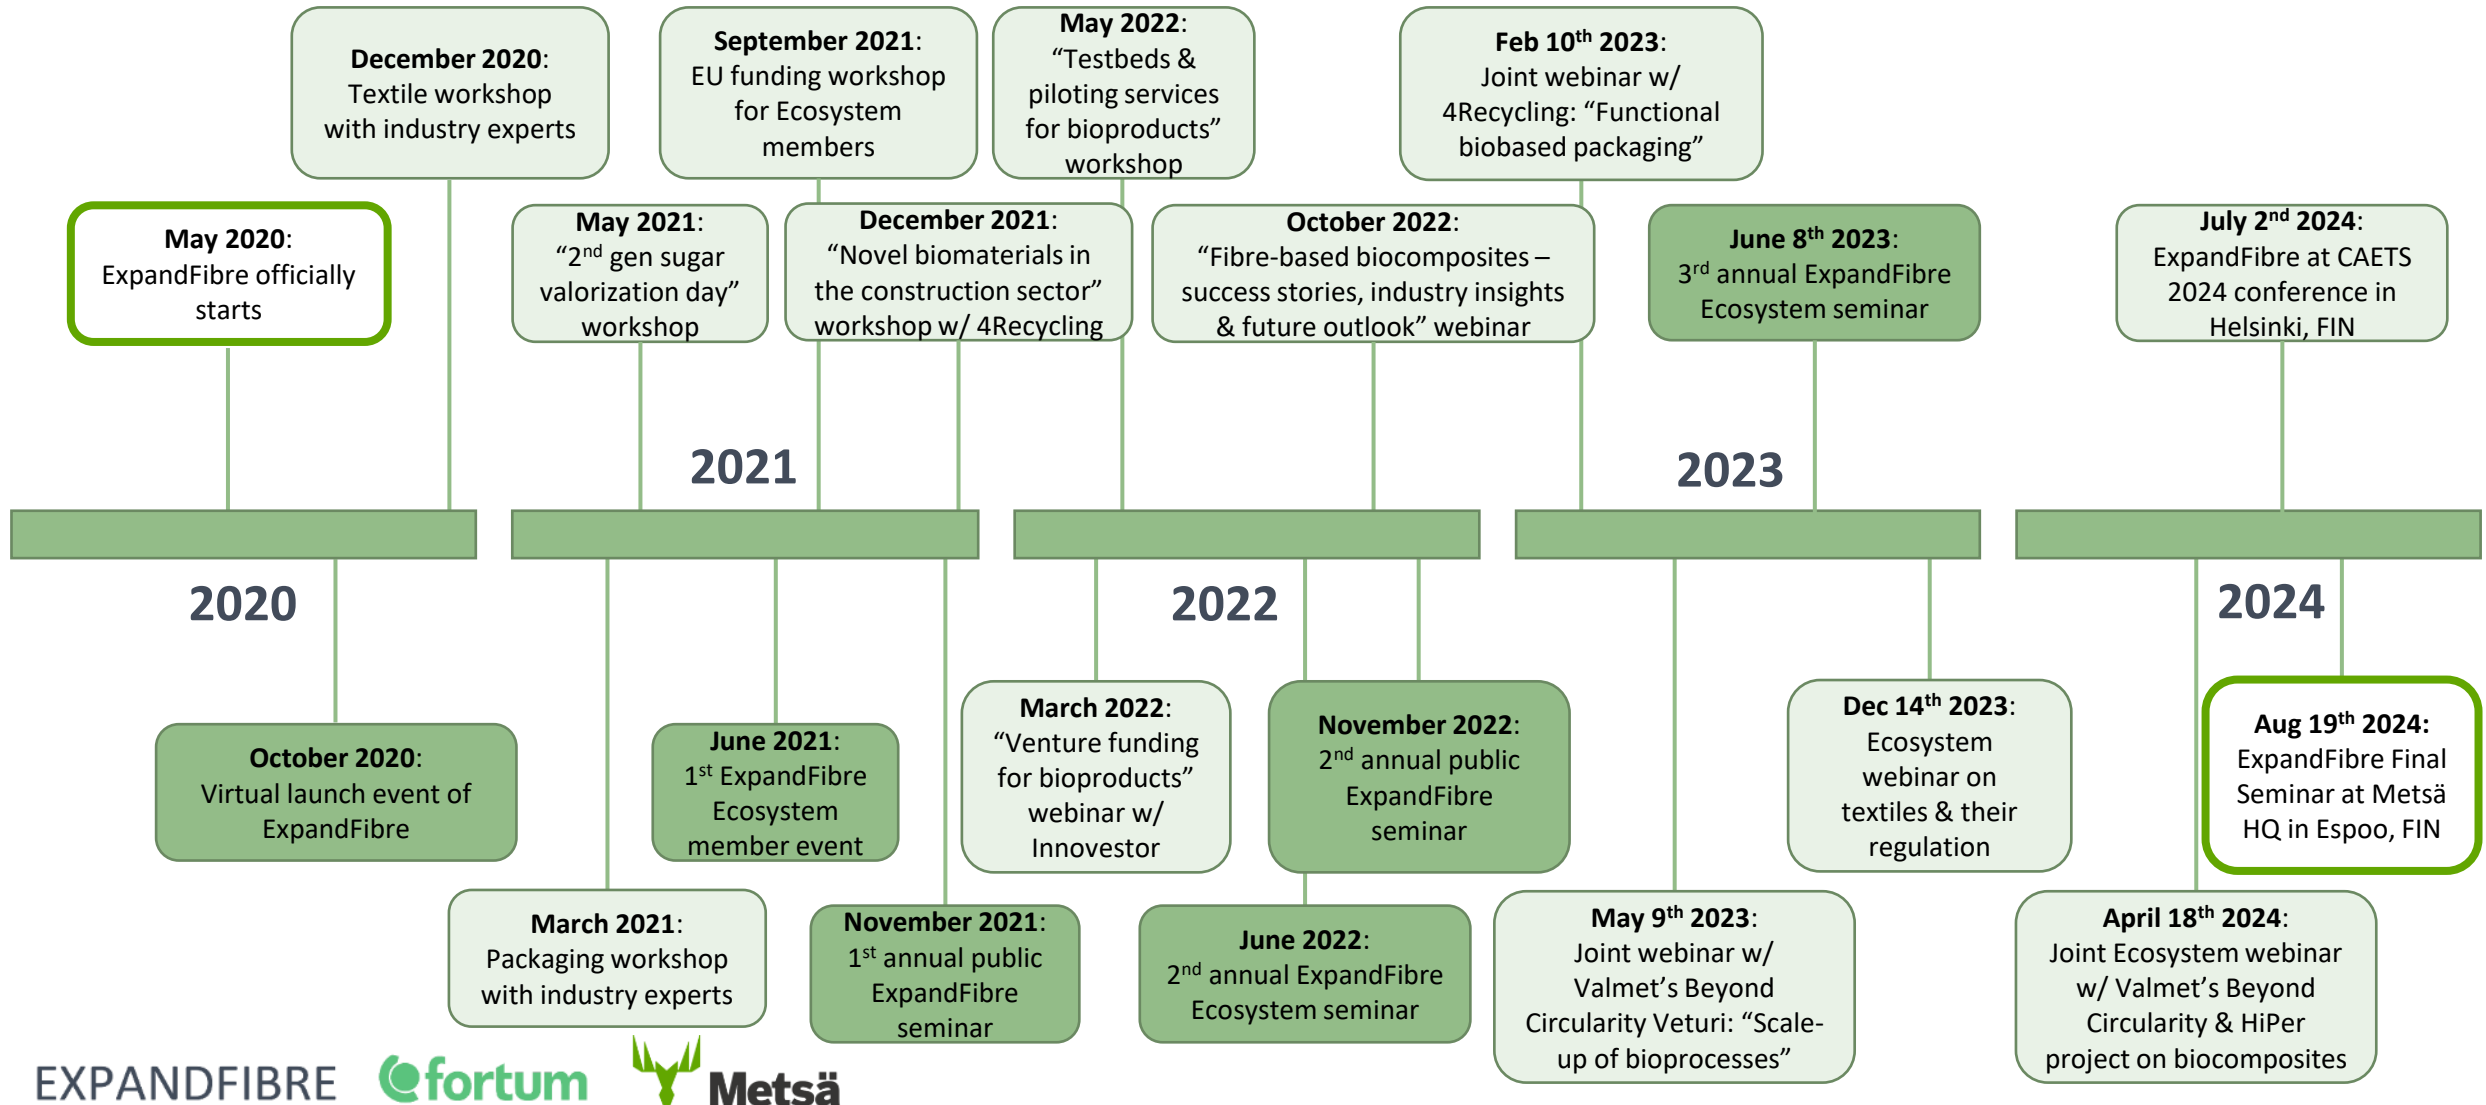 December 2020:
Textile workshop
with industry experts
September 2021:
EU funding workshop
for Ecosystem
members
May 2022:
“Testbeds &
piloting services
for bioproducts”
workshop
Feb 10th 2023:
Joint webinar w/
4Recycling: “Functional
biobased packaging”
May 2020:
ExpandFibre officially
starts
May 2021:
“2nd gen sugar
valorization day”
workshop
December 2021:
“Novel biomaterials in
the construction sector”
workshop w/ 4Recycling
October 2022:
“Fibre-based biocomposites –
success stories, industry insights
& future outlook” webinar
June 8th 2023:
3rd annual ExpandFibre
Ecosystem seminar
July 2nd 2024:
ExpandFibre at CAETS
2024 conference in
Helsinki, FIN
2021
2023
2020
2022
2024
October 2020:
Virtual launch event of
ExpandFibre
June 2021:
1st ExpandFibre
Ecosystem
member event
March 2022:
“Venture funding
for bioproducts”
webinar w/
Innovestor
November 2022:
2nd annual public
ExpandFibre
seminar
Dec 14th 2023:
Ecosystem
webinar on
textiles & their
regulation
Aug 19th 2024:
ExpandFibre Final
Seminar at Metsä
HQ in Espoo, FIN
March 2021:
Packaging workshop
with industry experts
November 2021:
1st annual public
ExpandFibre
seminar
June 2022:
2nd annual ExpandFibre
Ecosystem seminar
May 9th 2023:
Joint webinar w/
Valmet’s Beyond
Circularity Veturi: “Scale-
up of bioprocesses”
April 18th 2024:
Joint Ecosystem webinar
w/ Valmet’s Beyond
Circularity & HiPer
project on biocomposites
EXPANDFIBRE
fortum
Metsä